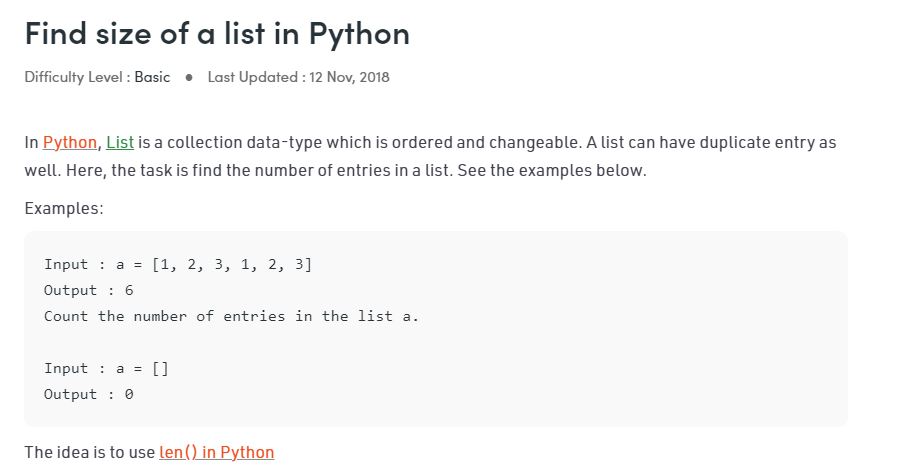 Find size of a list in Python
Difficulty Level : Basic ● Last Updated : 12 Nov, 2018
In Python, List is a collection data-type which is ordered and changeable. A list can have duplicate entry as
well. Here, the task is find the number of entries in a list. See the examples below.
Examples:
Input : a = [1, 2, 3, 1, 2, 3]
Output : 6
Count the number of entries in the list a.
Input : a = []
Output : 0
The idea is to use len() in Python